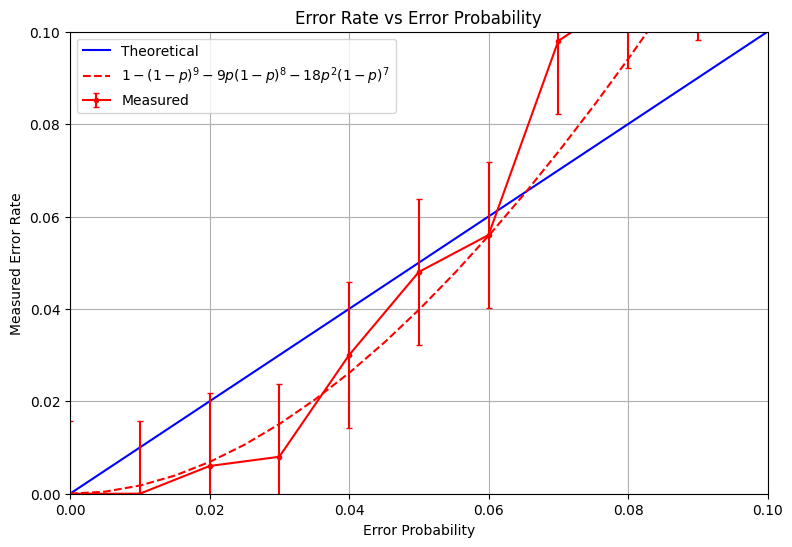 Error Rate vs Error Probability
Theoretical
1 − (1 − p)⁹ − 9p(1 − p)⁸ − 18p²(1 − p)⁷
Measured
Measured Error Rate
0.10
0.08
0.06
0.04
0.02
0.00
0.00 0.02 0.04 0.06 0.08 0.10
Error Probability